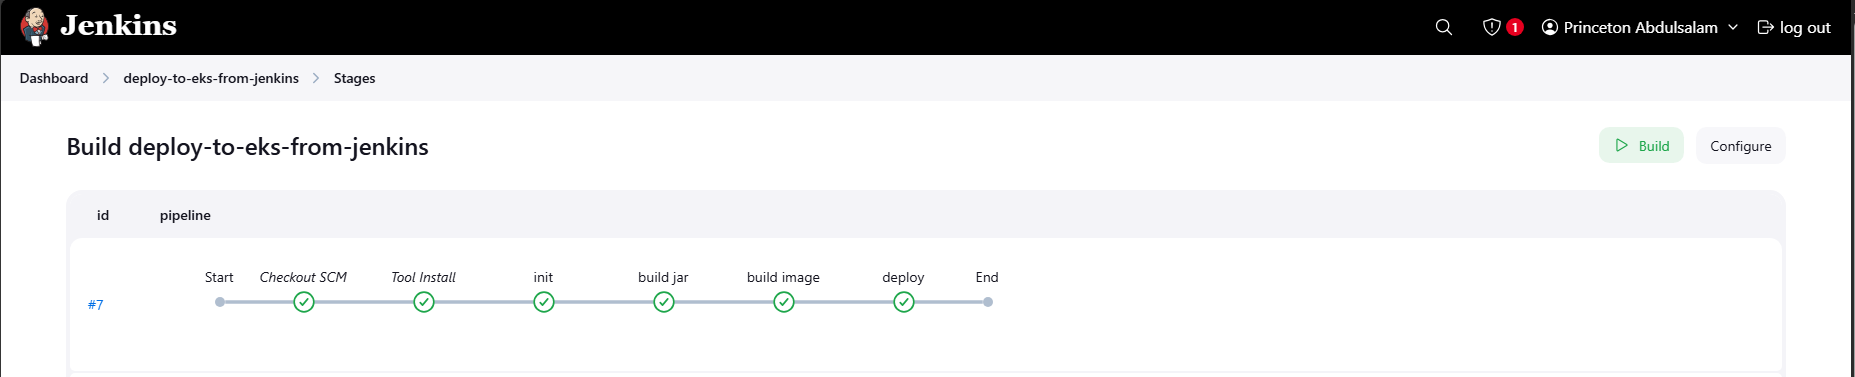 Jenkins
1
Princeton Abdulsalam
log out
Dashboard
deploy-to-eks-from-jenkins
Stages
Build deploy-to-eks-from-jenkins
Build
Configure
id pipeline
Start Checkout SCM Tool Install init build jar build image deploy End
#7